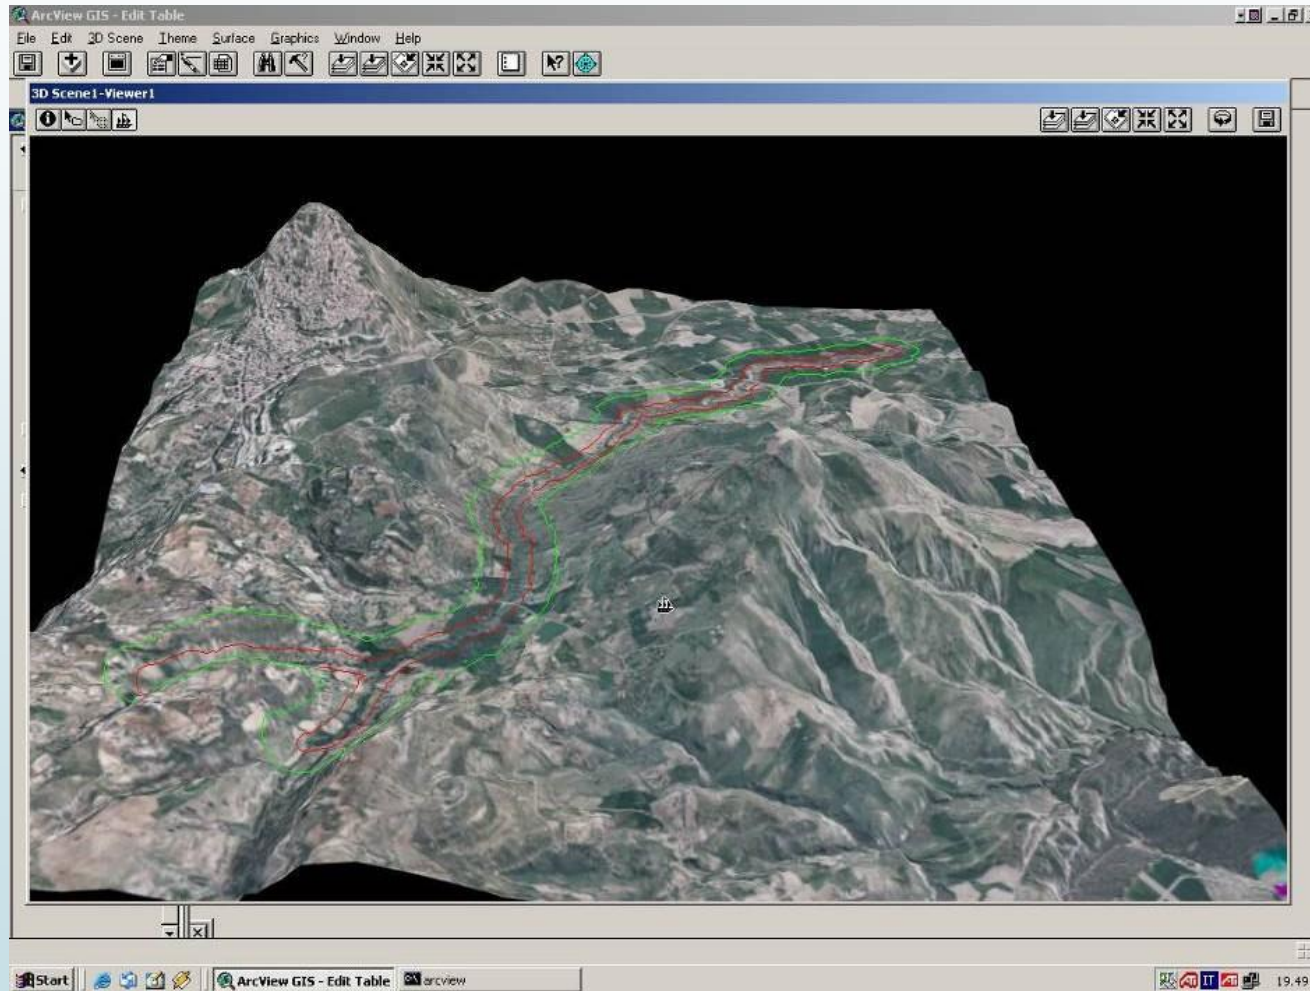 ArcView GIS - Edit Table
File Edit 3D Scene Theme Surface Graphics Window Help
3D Scene1-Viewer1
Start
ArcView GIS - Edit Table
arcview
IT
19.49